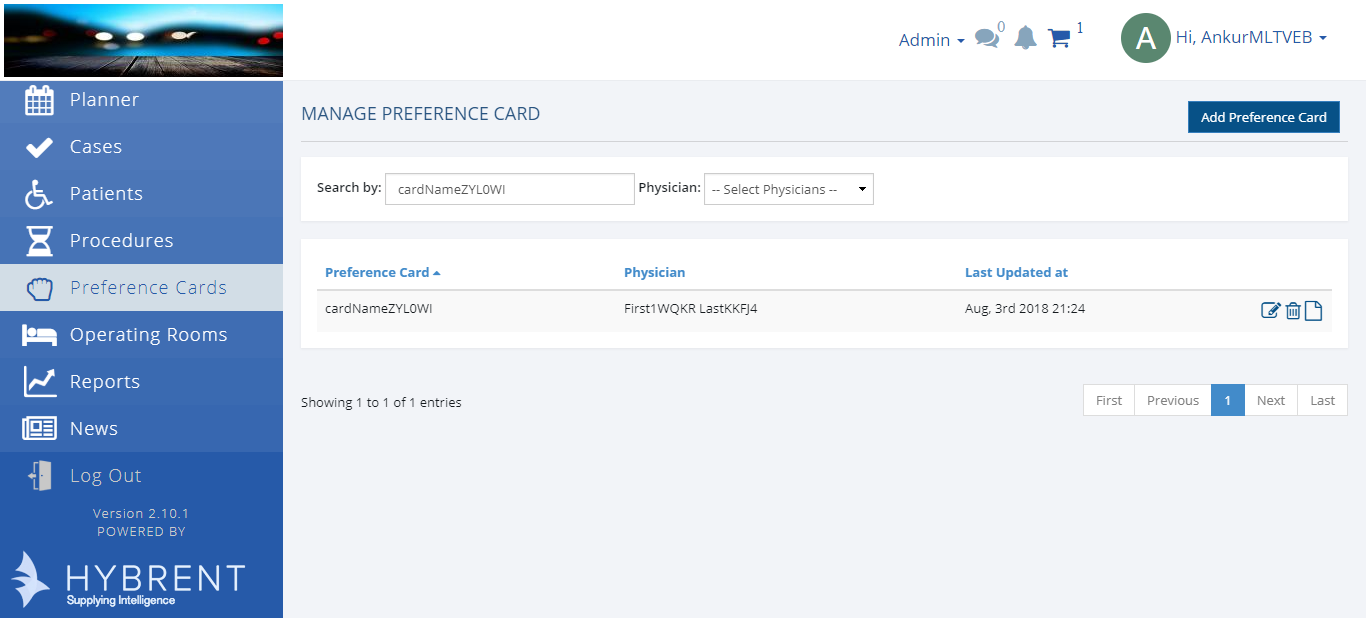 Admin
0
1
A
Hi, AnkurMLTVEB
Planner
Cases
Patients
Procedures
Preference Cards
Operating Rooms
Reports
News
Log Out
Version 2.10.1
POWERED BY
HYBRENT
Supplying Intelligence
MANAGE PREFERENCE CARD
Add Preference Card
Search by: cardNameZYL0WI Physician: -- Select Physicians --
Preference Card Physician Last Updated at
cardNameZYL0WI First1WQKR LastKKFJ4 Aug, 3rd 2018 21:24
Showing 1 to 1 of 1 entries
First Previous 1 Next Last